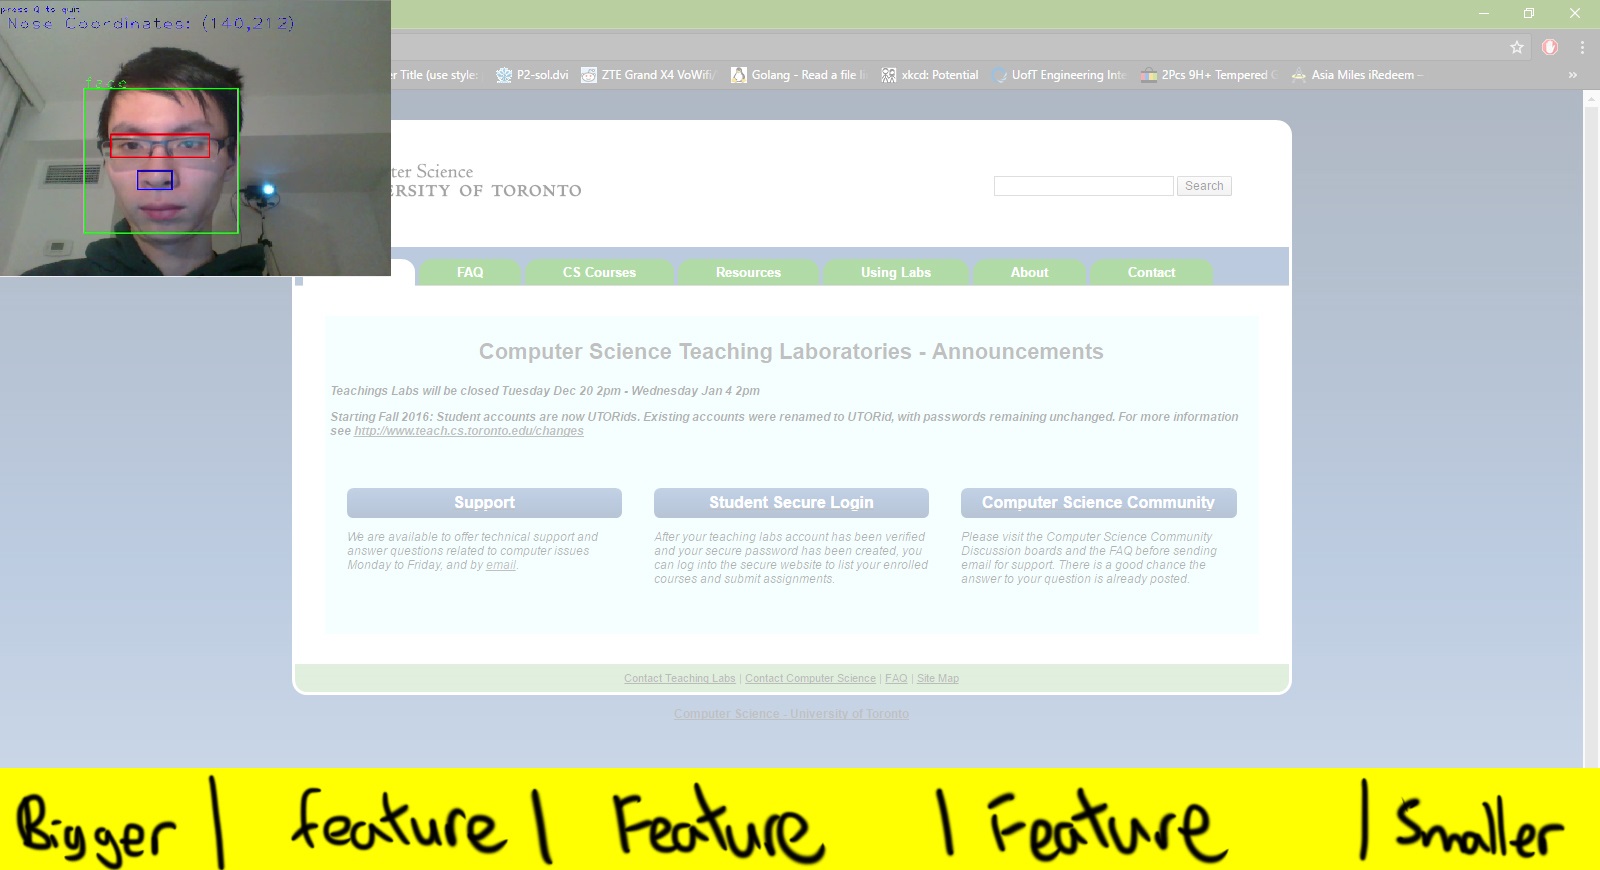 press Q to quit
Nose Coordinates: (140,212)
face
er Title (use style: P2-sol.dvi ZTE Grand X4 VoWifi/ Golang - Read a file li xkcd: Potential UofT Engineering Inte 2Pcs 9H+ Tempered G Asia Miles iRedeem – »
ter Science
ERSITY OF TORONTO
Search
FAQ CS Courses Resources Using Labs About Contact
Computer Science Teaching Laboratories - Announcements
Teachings Labs will be closed Tuesday Dec 20 2pm - Wednesday Jan 4 2pm
Starting Fall 2016: Student accounts are now UTORids. Existing accounts were renamed to UTORid, with passwords remaining unchanged. For more information
see http://www.teach.cs.toronto.edu/changes
Support
We are available to offer technical support and
answer questions related to computer issues
Monday to Friday, and by email.
Student Secure Login
After your teaching labs account has been verified
and your secure password has been created, you
can log into the secure website to list your enrolled
courses and submit assignments.
Computer Science Community
Please visit the Computer Science Community
Discussion boards and the FAQ before sending
email for support. There is a good chance the
answer to your question is already posted.
Contact Teaching Labs | Contact Computer Science | FAQ | Site Map
Computer Science - University of Toronto
Bigger | feature | Feature | Feature | Smaller